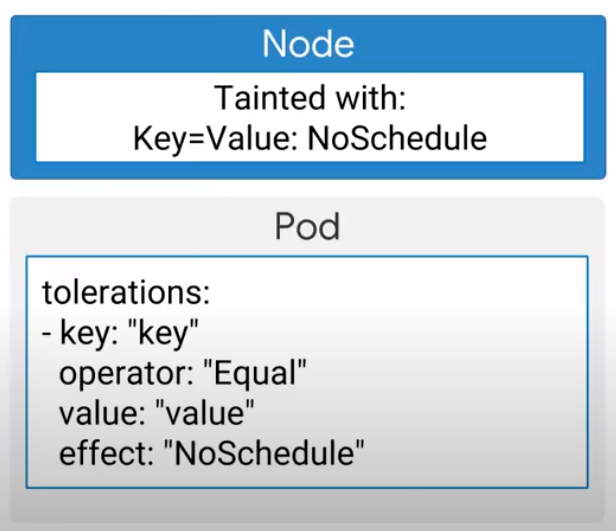 Node
Tainted with:
Key=Value: NoSchedule
Pod
tolerations:
- key: "key"
operator: "Equal"
value: "value"
effect: "NoSchedule"